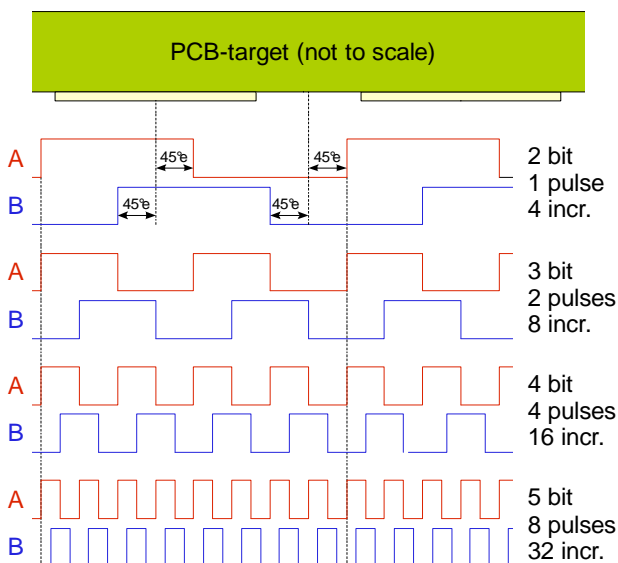 PCB-target (not to scale)
A
45°e
45°e
2 bit
1 pulse
4 incr.
B
45°e
45°e
A
3 bit
2 pulses
8 incr.
B
A
4 bit
4 pulses
16 incr.
B
A
5 bit
8 pulses
32 incr.
B